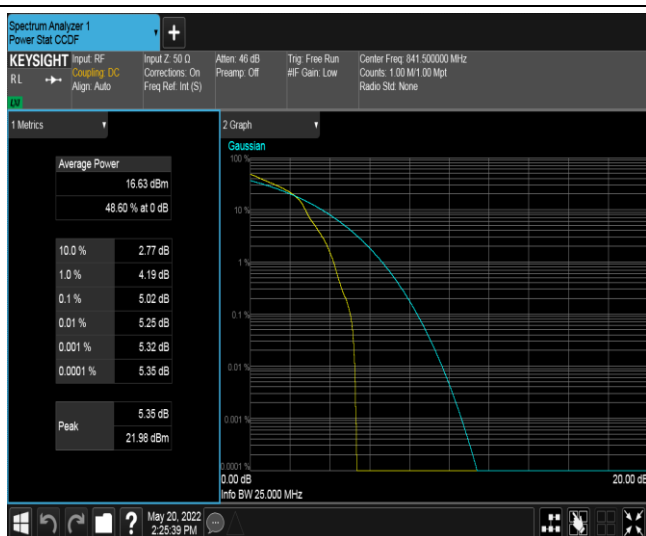 Spectrum Analyzer 1
Power Stat CCDF
+
KEYSIGHT
RL
Input: RF
Coupling: DC
Align: Auto
Input Z: 50 Ω
Corrections: On
Freq Ref: Int (S)
Atten: 46 dB
Preamp: Off
Trig: Free Run
#IF Gain: Low
Center Freq: 841.500000 MHz
Counts: 1.00 M/1.00 Mpt
Radio Std: None
1 Metrics
Average Power
16.63 dBm
48.60 % at 0 dB
10.0 % 2.77 dB
1.0 % 4.19 dB
0.1 % 5.02 dB
0.01 % 5.25 dB
0.001 % 5.32 dB
0.0001 % 5.35 dB
Peak
5.35 dB
21.98 dBm
2 Graph
Gaussian
100 %
10 %
1 %
0.1 %
0.01 %
0.001 %
0.0001 %
0.00 dB 20.00 dB
Info BW 25.000 MHz
? May 20, 2022
2:25:39 PM